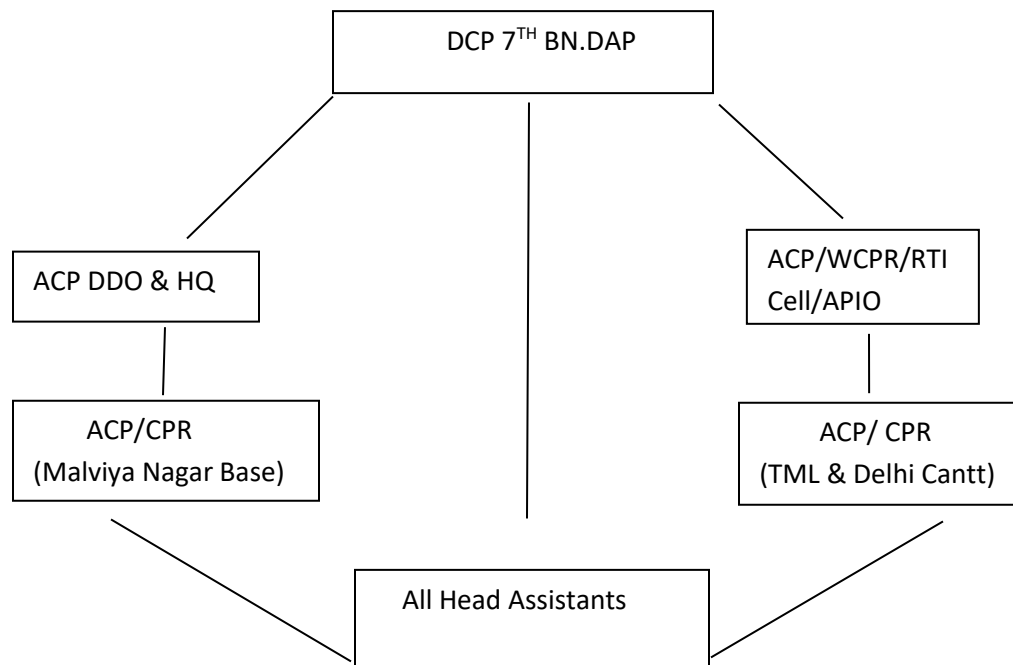 DCP 7TH BN.DAP
ACP DDO & HQ
ACP/WCPR/RTI
Cell/APIO
ACP/CPR
(Malviya Nagar Base)
ACP/ CPR
(TML & Delhi Cantt)
All Head Assistants